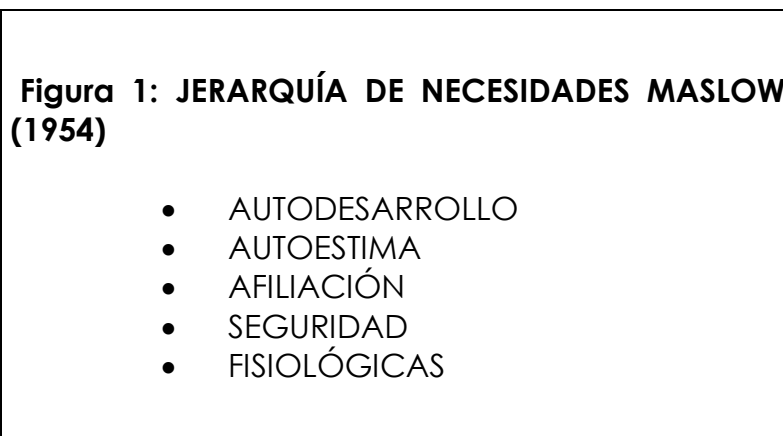 Figura 1: JERARQUÍA DE NECESIDADES MASLOW
(1954)
• AUTODESARROLLO
• AUTOESTIMA
• AFILIACIÓN
• SEGURIDAD
• FISIOLÓGICAS